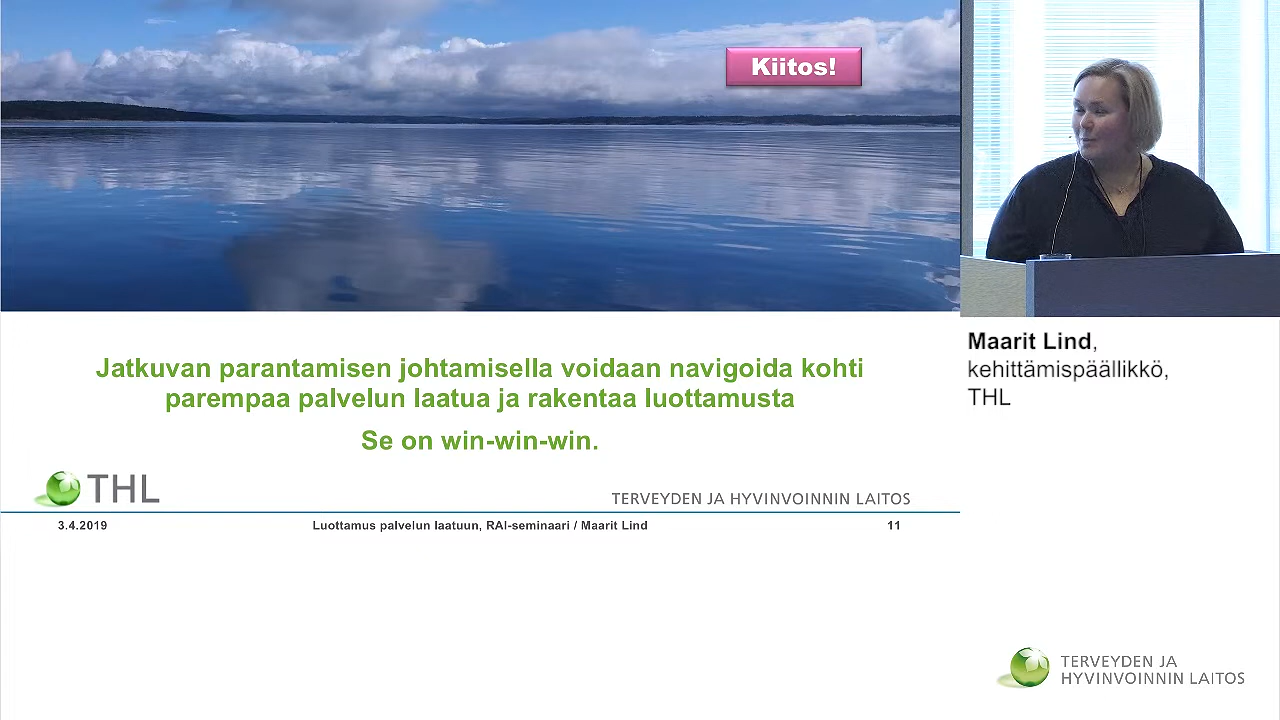 Kiitos!
Jatkuvan parantamisen johtamisella voidaan navigoida kohti
parempaa palvelun laatua ja rakentaa luottamusta
Se on win-win-win.
THL
TERVEYDEN JA HYVINVOINNIN LAITOS
3.4.2019
Luottamus palvelun laatuun, RAI-seminaari / Maarit Lind
11
Maarit Lind,
kehittämispäällikkö,
THL
TERVEYDEN JA
HYVINVOINNIN LAITOS